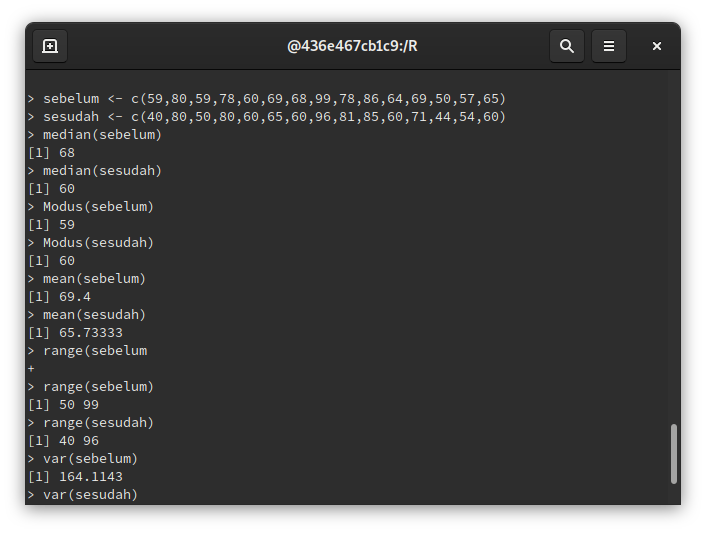 @436e467cb1c9:/R
> sebelum <- c(59,80,59,78,60,69,68,99,78,86,64,69,50,57,65)
> sesudah <- c(40,80,50,80,60,65,60,96,81,85,60,71,44,54,60)
> median(sebelum)
[1] 68
> median(sesudah)
[1] 60
> Modus(sebelum)
[1] 59
> Modus(sesudah)
[1] 60
> mean(sebelum)
[1] 69.4
> mean(sesudah)
[1] 65.73333
> range(sebelum
+
> range(sebelum)
[1] 50 99
> range(sesudah)
[1] 40 96
> var(sebelum)
[1] 164.1143
> var(sesudah)